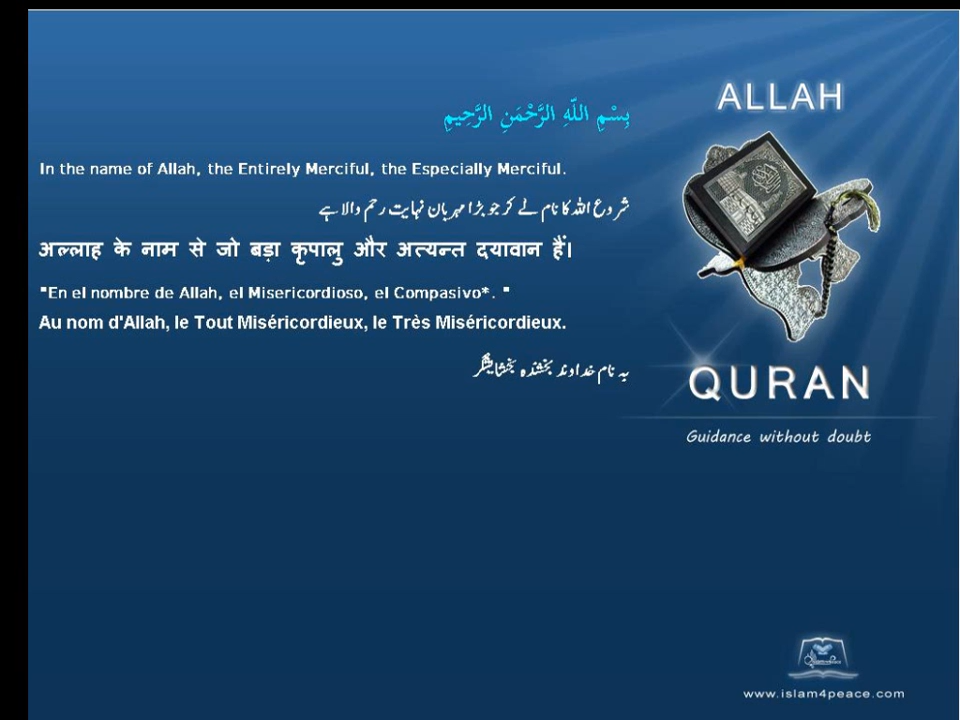 بِسْمِ اللَّهِ الرَّحْمَنِ الرَّحِيمِ
In the name of Allah, the Entirely Merciful, the Especially Merciful.
شروع الله کا نام لے کر جو بڑا مہربان نہایت رحم والا ہے
अल्लाह के नाम से जो बड़ा कृपालु और अत्यन्त दयावान हैं।
"En el nombre de Allah, el Misericordioso, el Compasivo*. "
Au nom d'Allah, le Tout Miséricordieux, le Très Miséricordieux.
به نام خداوند بخشنده بخشایشگر
ALLAH
QURAN
Guidance without doubt
www.islam4peace.com